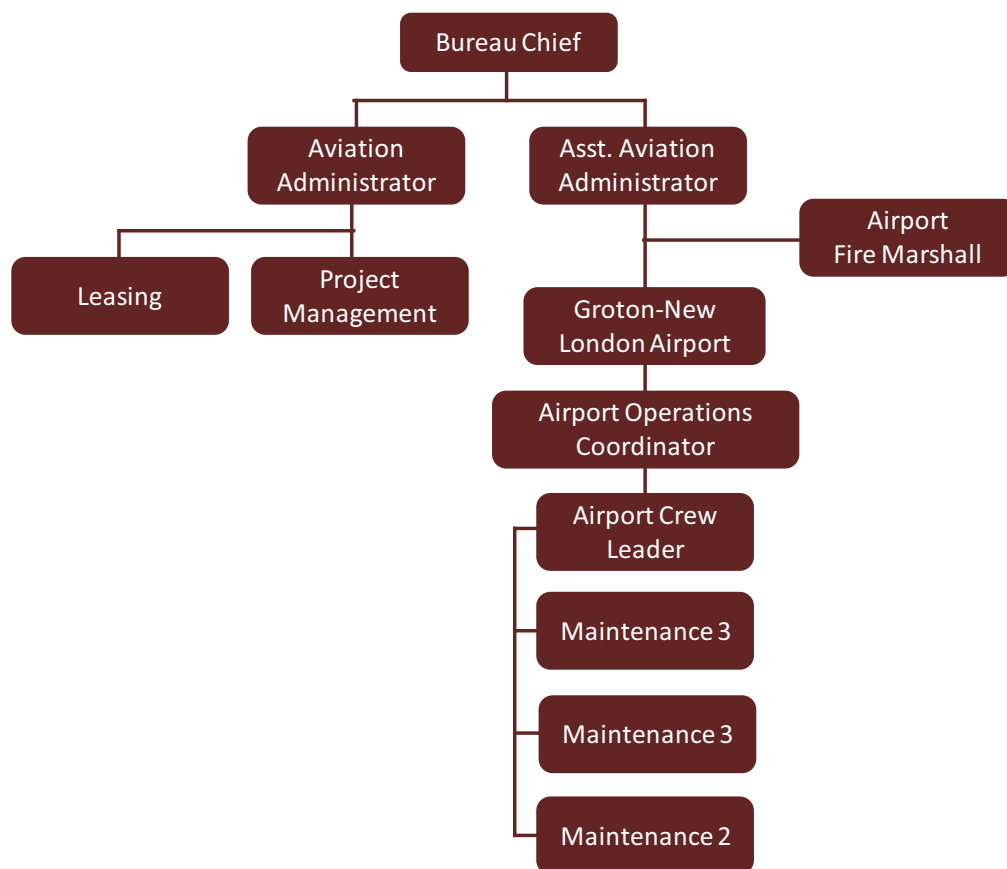 Bureau Chief
Aviation
Administrator
Asst. Aviation
Administrator
Airport
Fire Marshall
Leasing
Project
Management
Groton-New
London Airport
Airport Operations
Coordinator
Airport Crew
Leader
Maintenance 3
Maintenance 3
Maintenance 2